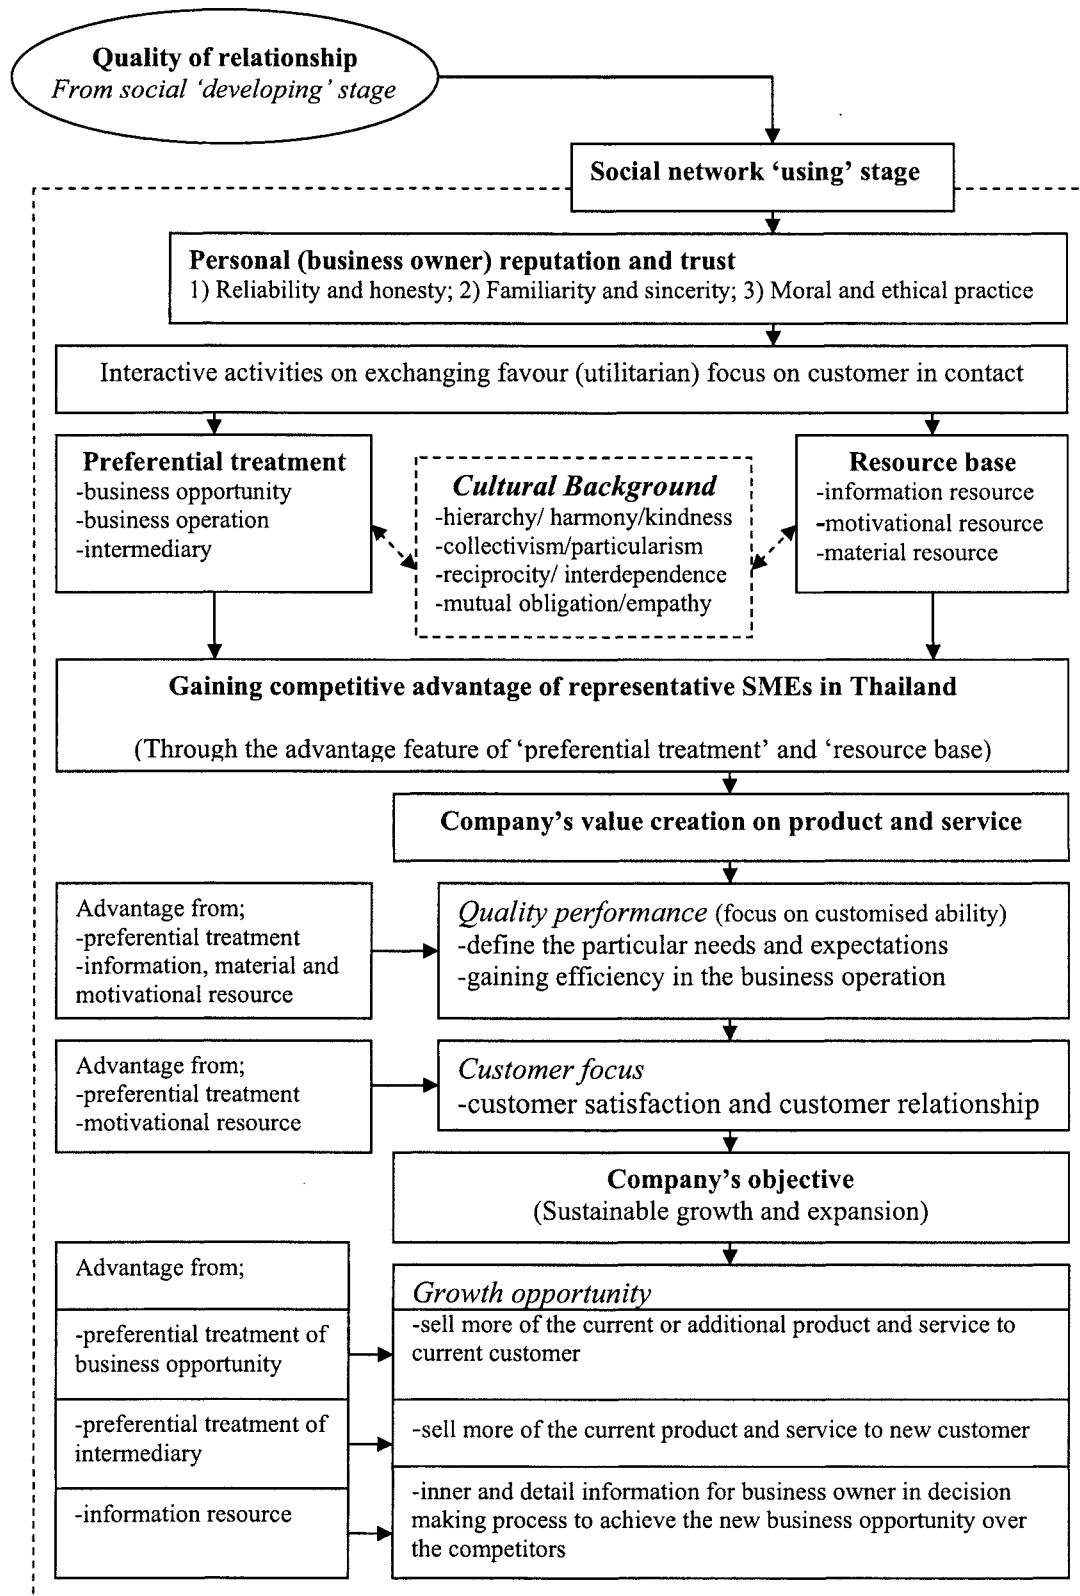 Quality of relationship
From social ‘developing’ stage
Social network ‘using’ stage
Personal (business owner) reputation and trust
1) Reliability and honesty; 2) Familiarity and sincerity; 3) Moral and ethical practice
Interactive activities on exchanging favour (utilitarian) focus on customer in contact
Preferential treatment
-business opportunity
-business operation
-intermediary
Cultural Background
-hierarchy/ harmony/kindness
-collectivism/particularism
-reciprocity/ interdependence
-mutual obligation/empathy
Resource base
-information resource
-motivational resource
-material resource
Gaining competitive advantage of representative SMEs in Thailand
(Through the advantage feature of ‘preferential treatment’ and ‘resource base)
Company’s value creation on product and service
Advantage from;
-preferential treatment
-information, material and
motivational resource
Quality performance (focus on customised ability)
-define the particular needs and expectations
-gaining efficiency in the business operation
Advantage from;
-preferential treatment
-motivational resource
Customer focus
-customer satisfaction and customer relationship
Company’s objective
(Sustainable growth and expansion)
Advantage from;
Growth opportunity
-preferential treatment of
business opportunity
-sell more of the current or additional product and service to
current customer
-preferential treatment of
intermediary
-sell more of the current product and service to new customer
-information resource
-inner and detail information for business owner in decision
making process to achieve the new business opportunity over
the competitors